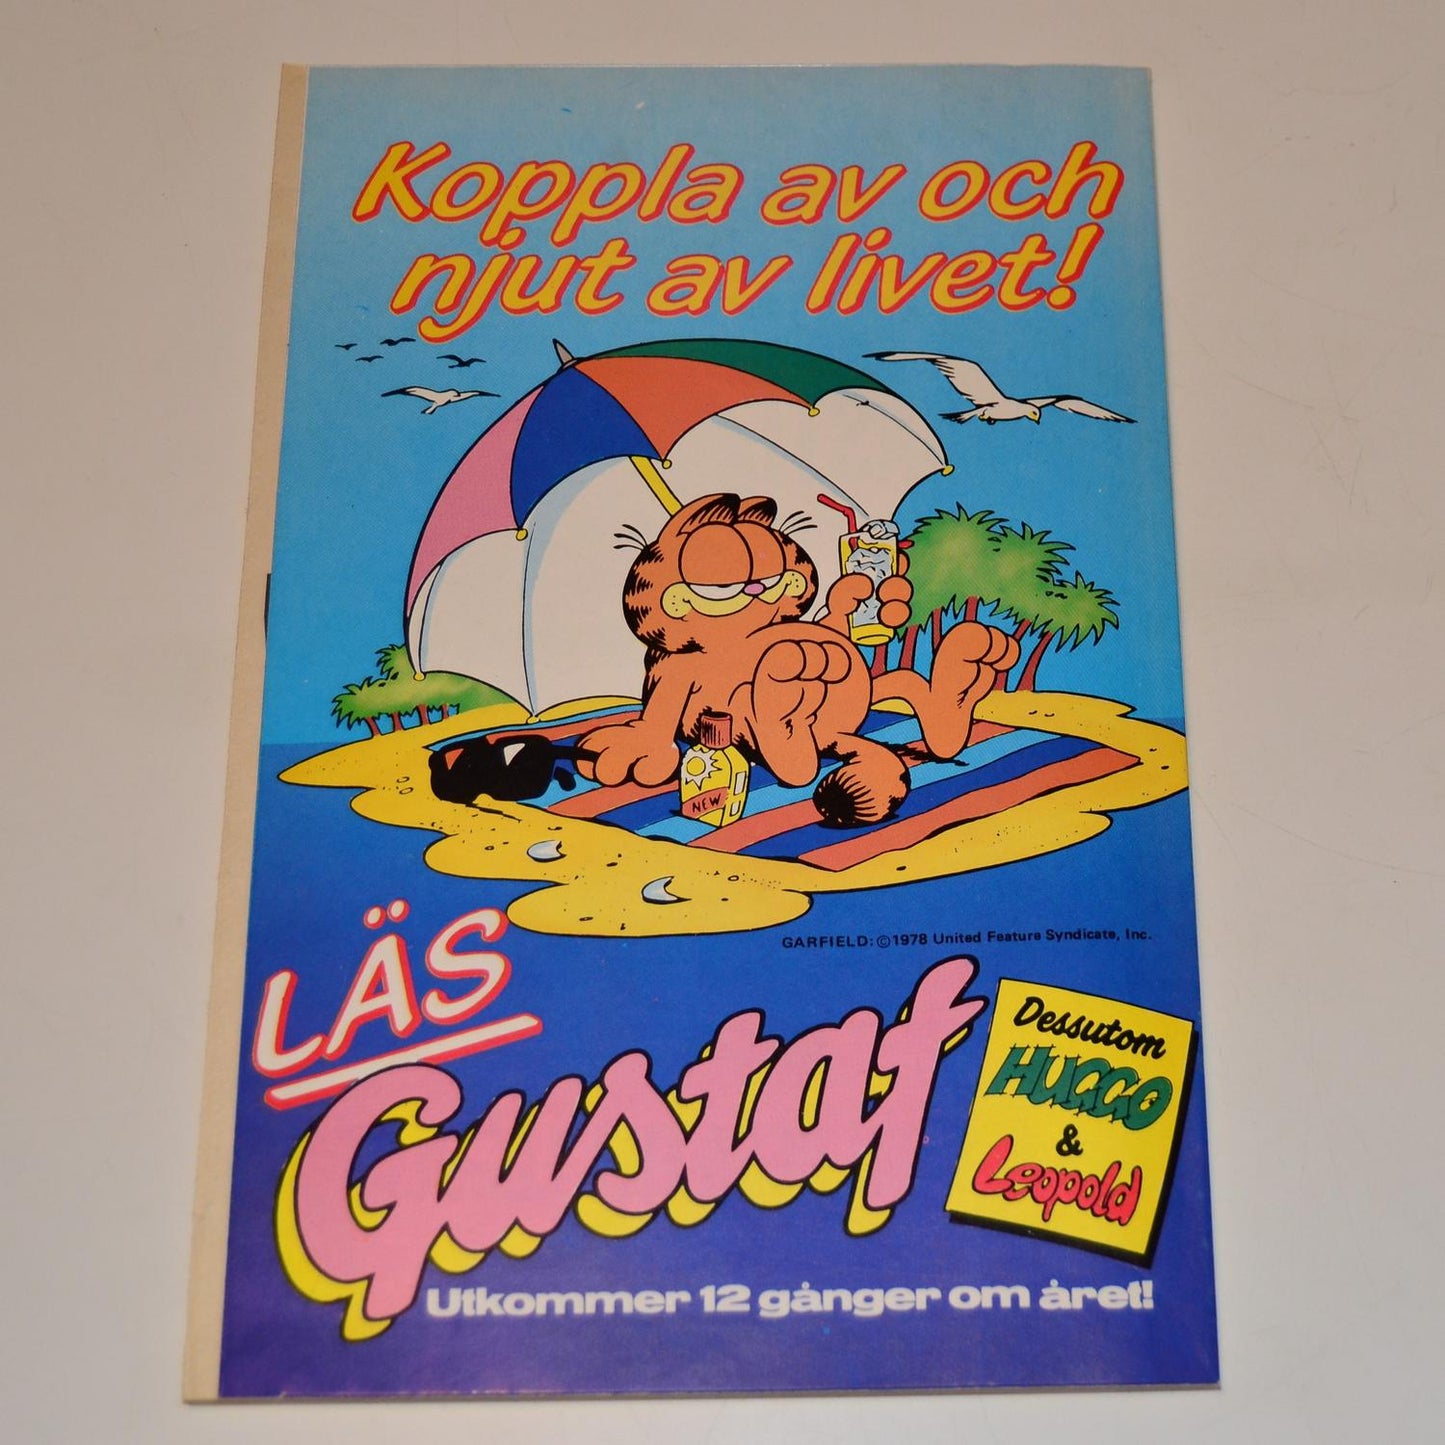 Koppla av och
njut av livet!
NEW
GARFIELD: ©1978 United Feature Syndicate, Inc.
LÄS
Gustaf
Dessutom
HUGGO
&
Leopold
Utkommer 12 gånger om året!